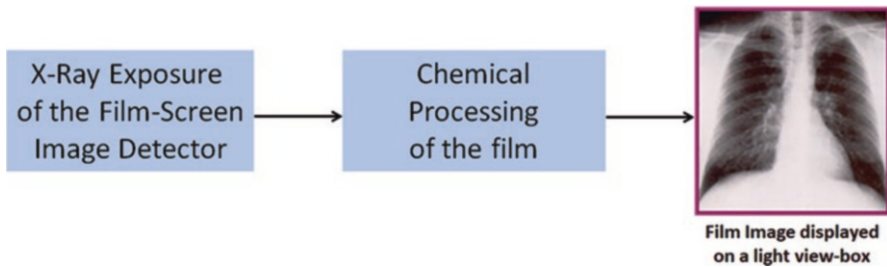 X-Ray Exposure
of the Film-Screen
Image Detector
Chemical
Processing
of the film
Film Image displayed
on a light view-box